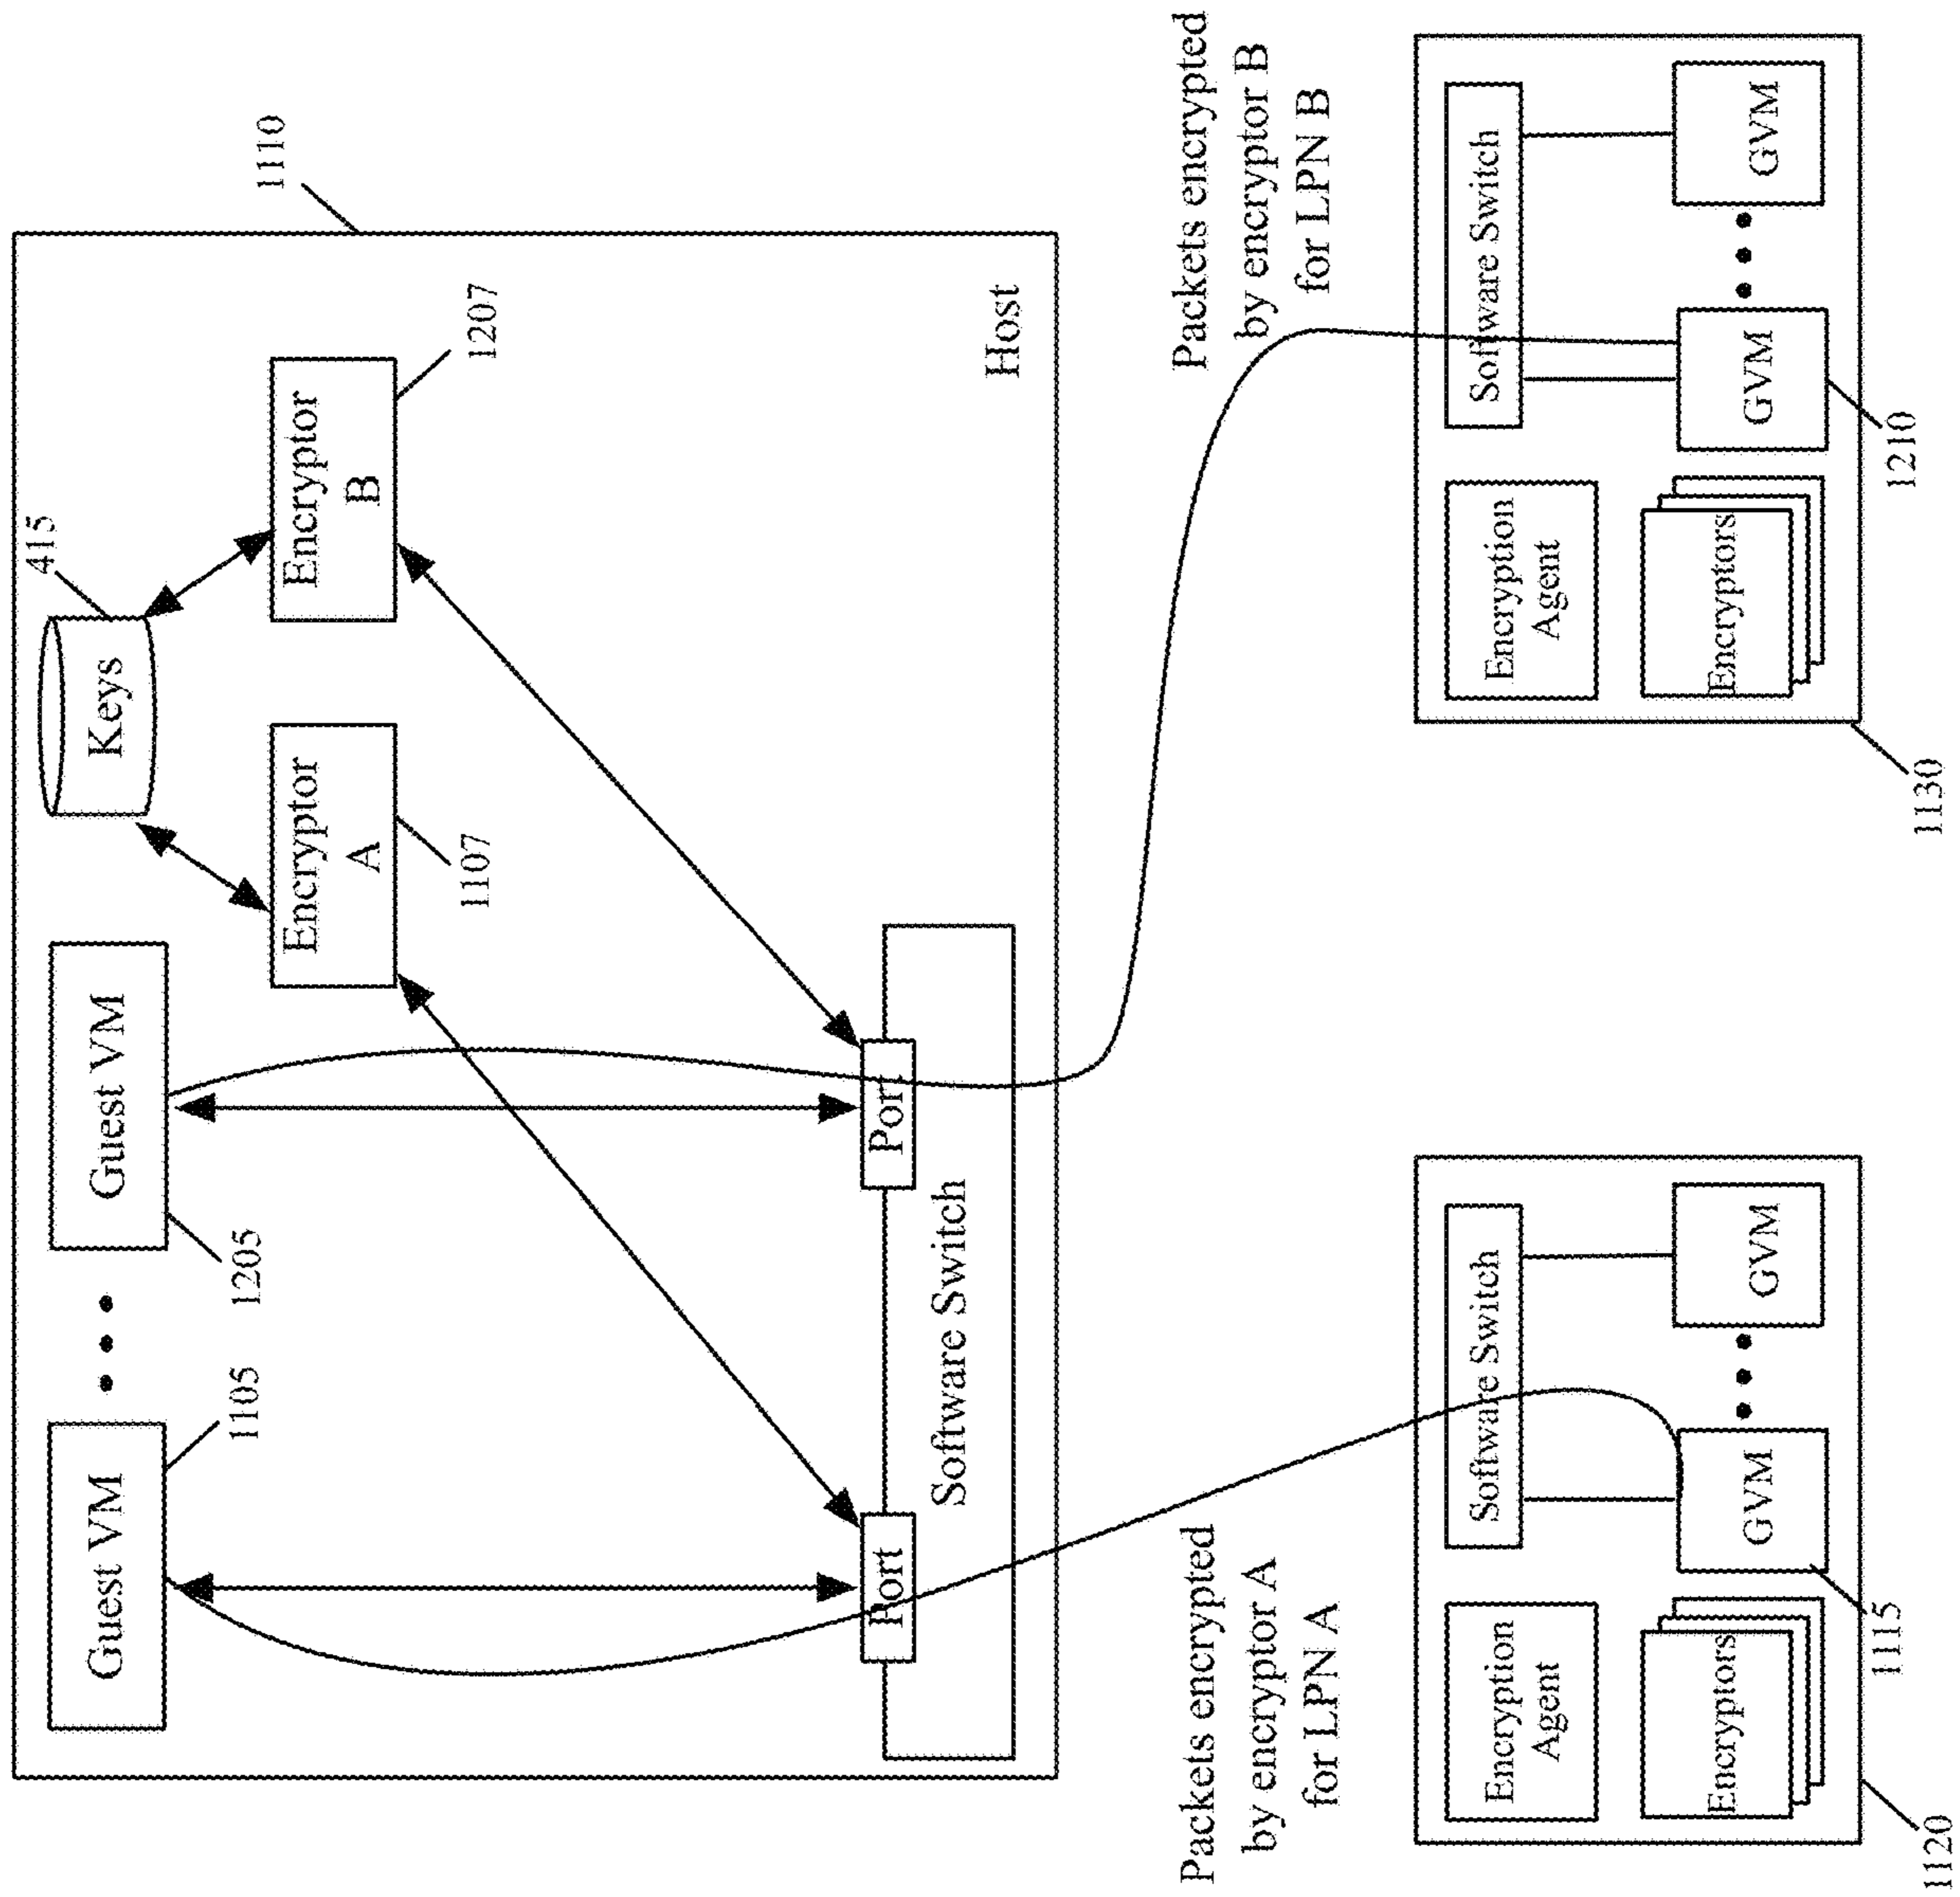 Guest VM
1105
Guest VM
1205
Keys
415
Encryptor
A
1107
Encryptor
B
1207
1110
Port
Port
Software Switch
Host
Packets encrypted
by encryptor A
for LPN A
Packets encrypted
by encryptor B
for LPN B
Encryption
Agent
Software Switch
Encryptors
GVM
GVM
1115
1120
Encryption
Agent
Software Switch
Encryptors
GVM
GVM
1210
1130